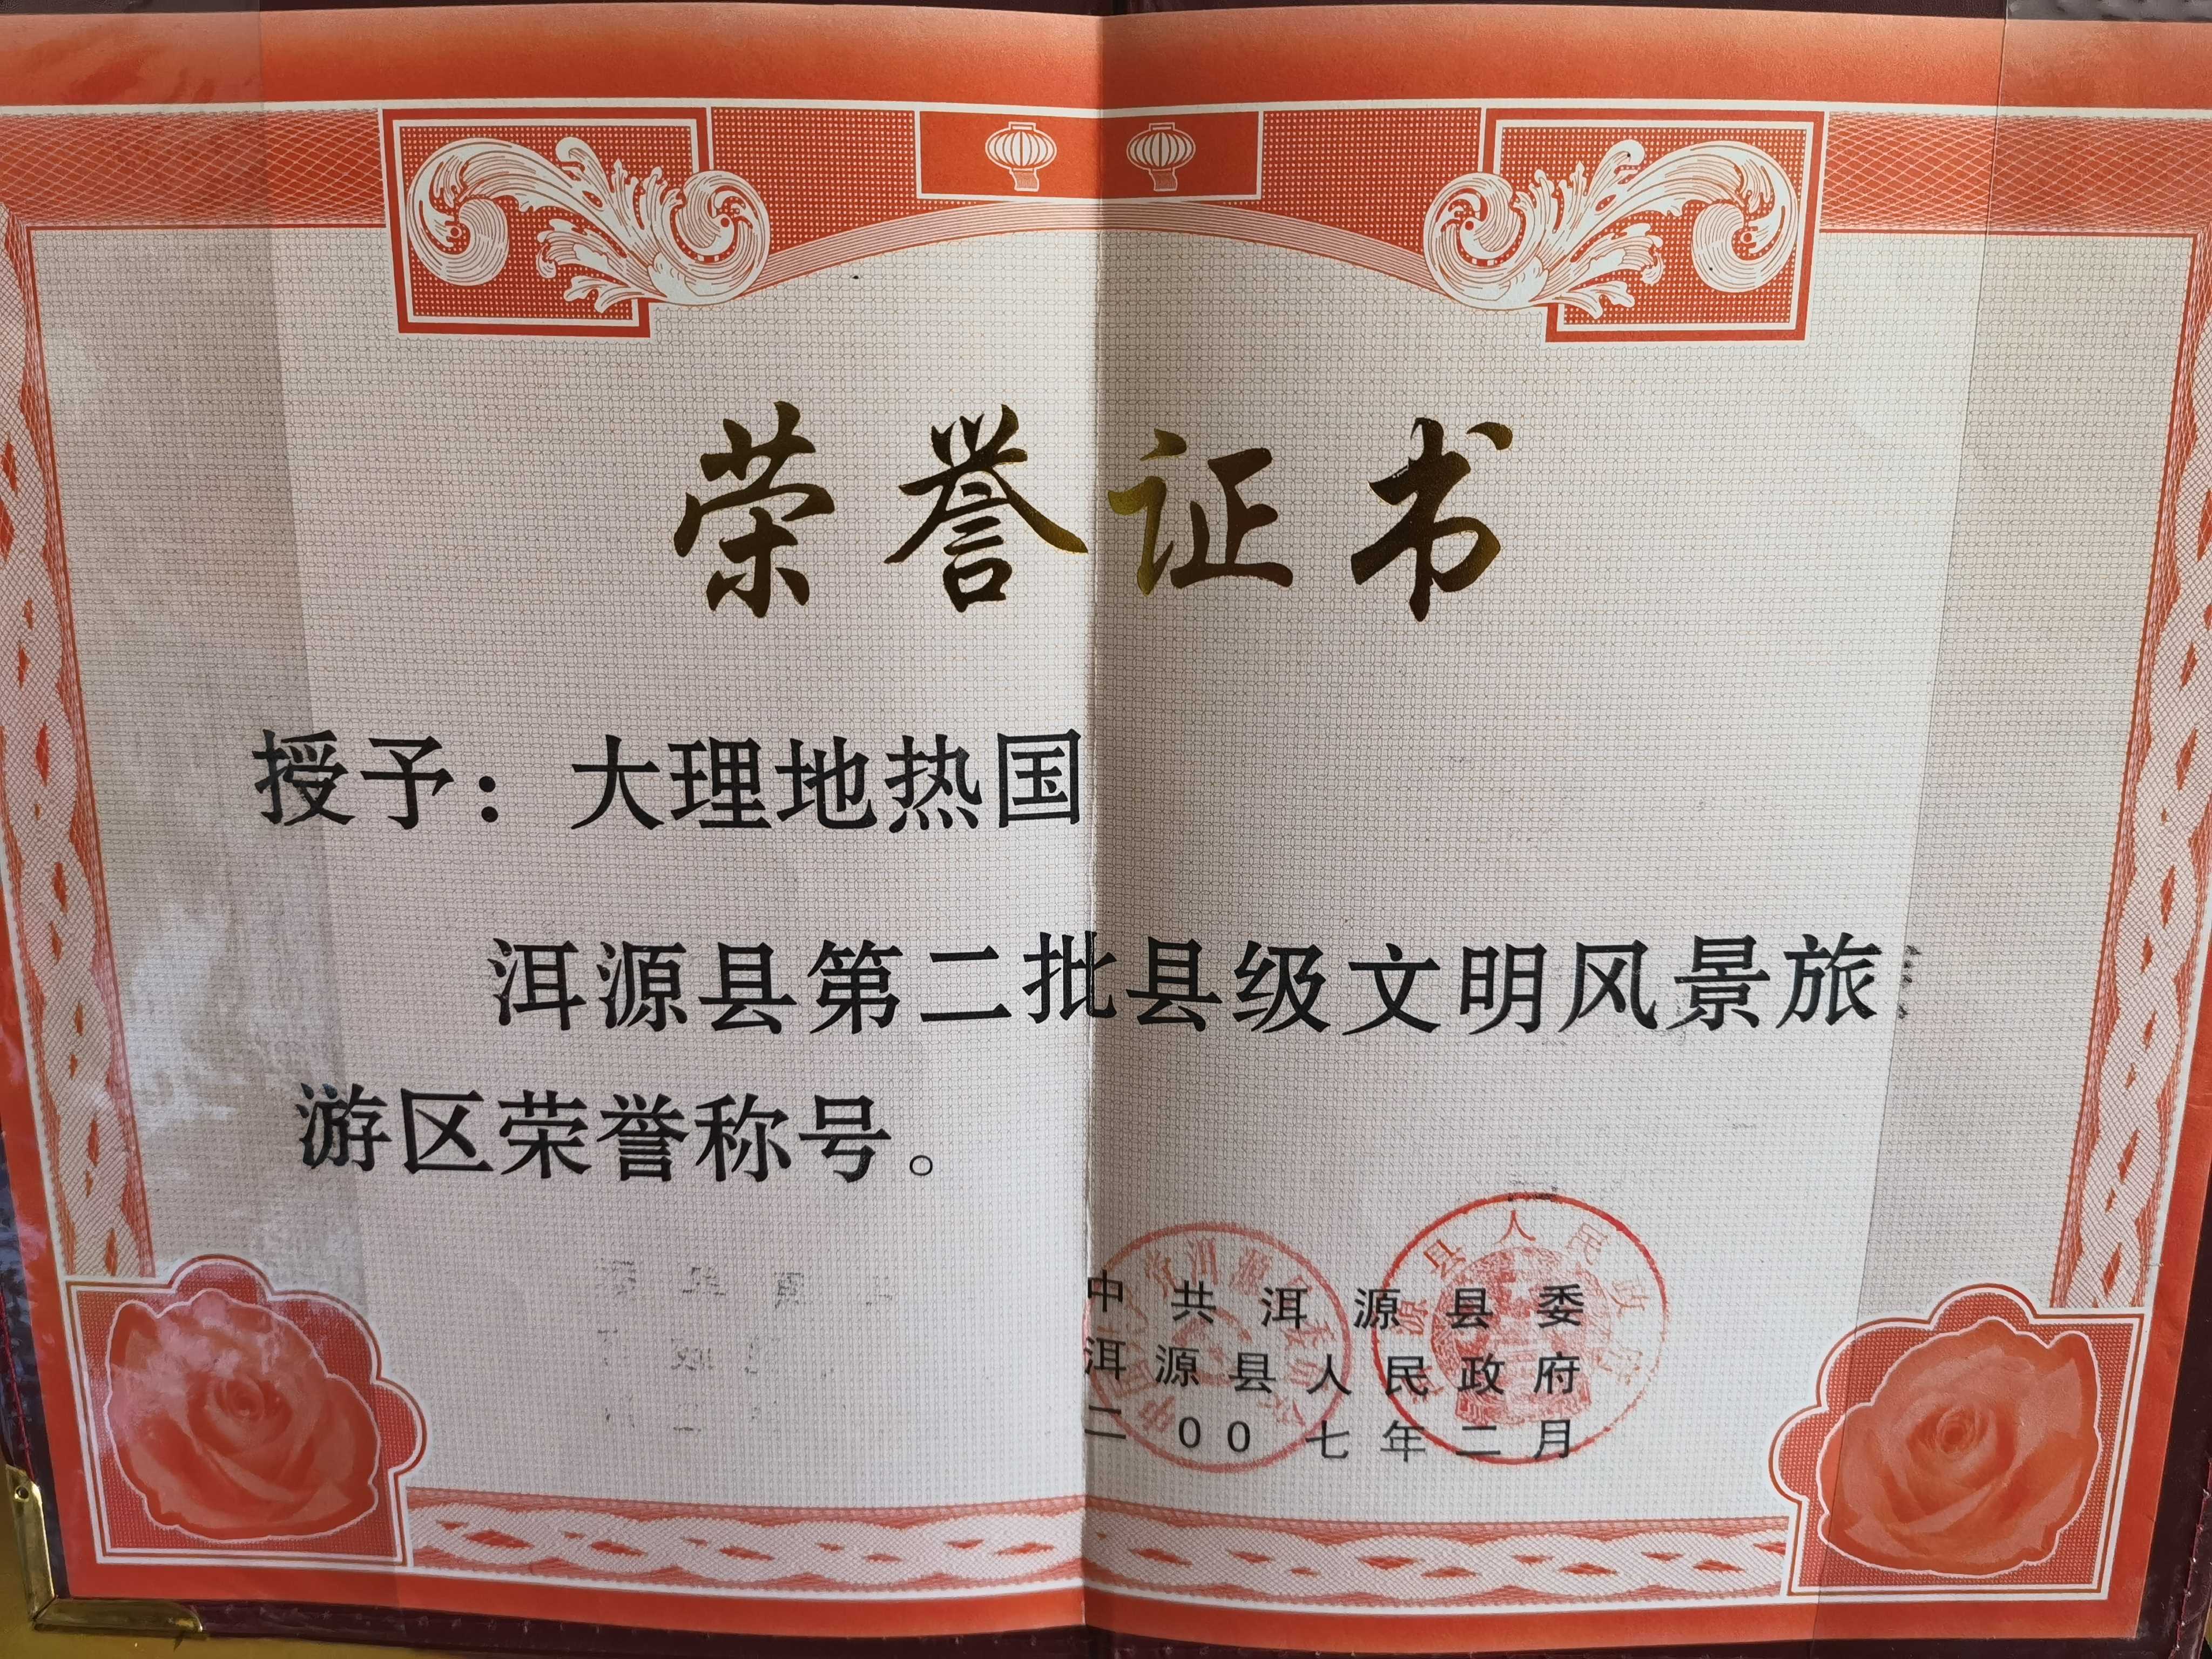 荣誉证书
授予：大理地热国
洱源县第二批县级文明风景旅
游区荣誉称号。
中共洱源县委
洱源县人民政府
二00七年二月